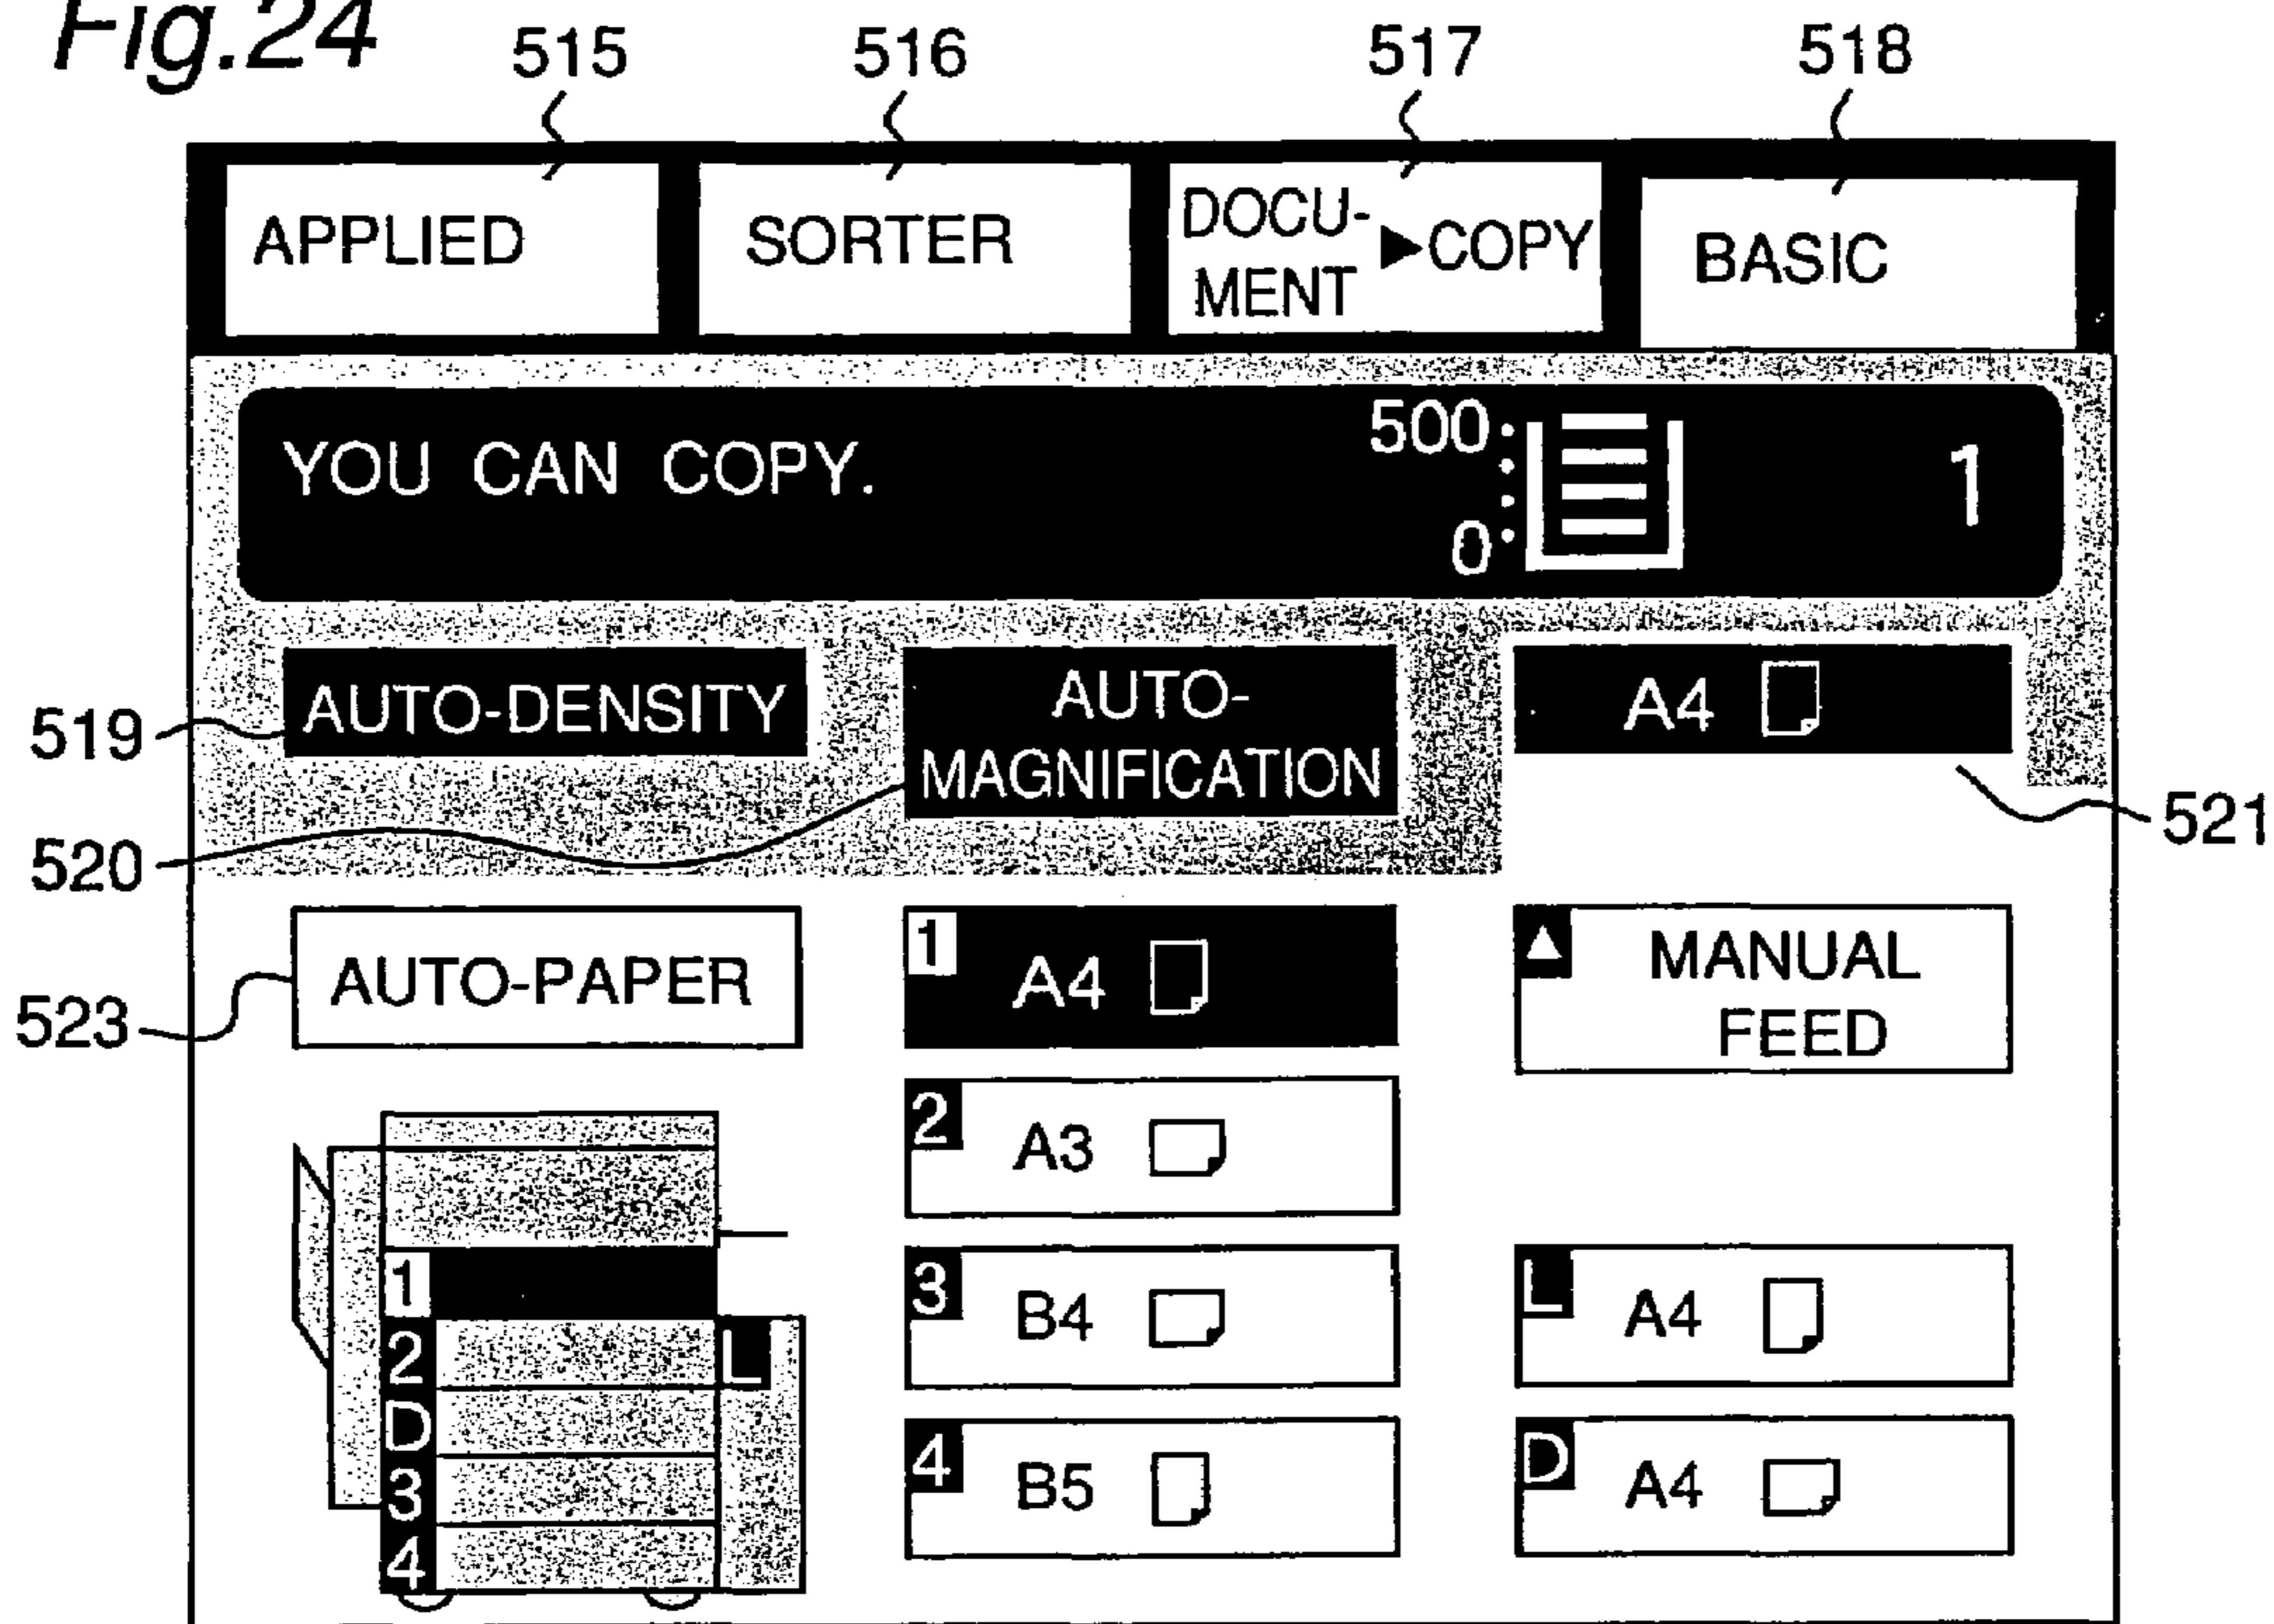 Fig.24
515 516 517 518
APPLIED SORTER DOCU-MENT ▶COPY BASIC
YOU CAN COPY. 500 0 1
519 AUTO-DENSITY
AUTO-
MAGNIFICATION
A4
520 521
523 AUTO-PAPER
1 A4
MANUAL
FEED
2 A3
3 B4
L A4
4 B5
D A4
1
2 L
D
3
4